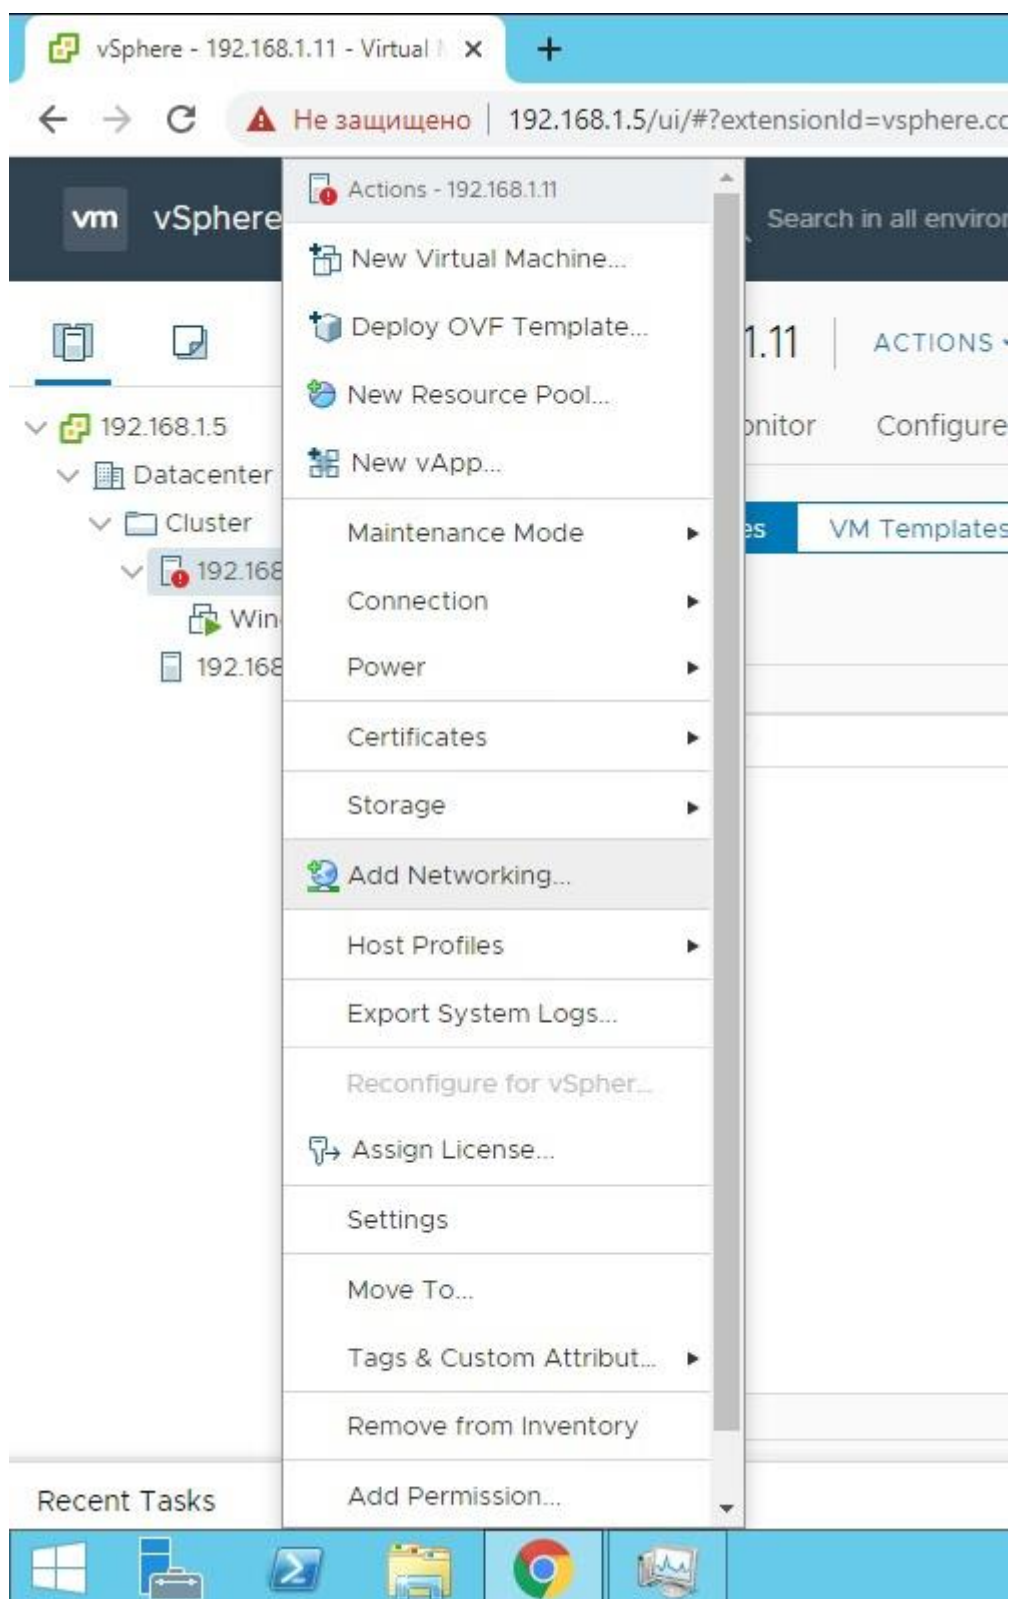 vSphere - 192.168.1.11 - Virtual
Не защищено | 192.168.1.5/ui/#?extensionId=vsphere.co
vm vSphere
Search in all environ
Actions - 192.168.1.11
New Virtual Machine...
Deploy OVF Template...
New Resource Pool...
New vApp...
Maintenance Mode
Connection
Power
Certificates
Storage
Add Networking...
Host Profiles
Export System Logs...
Reconfigure for vSpher...
Assign License...
Settings
Move To...
Tags & Custom Attribut...
Remove from Inventory
Add Permission...
1.11 ACTIONS
onitor Configure
es VM Templates
192.168.1.5
Datacenter
Cluster
192.168
Win
192.168
Recent Tasks